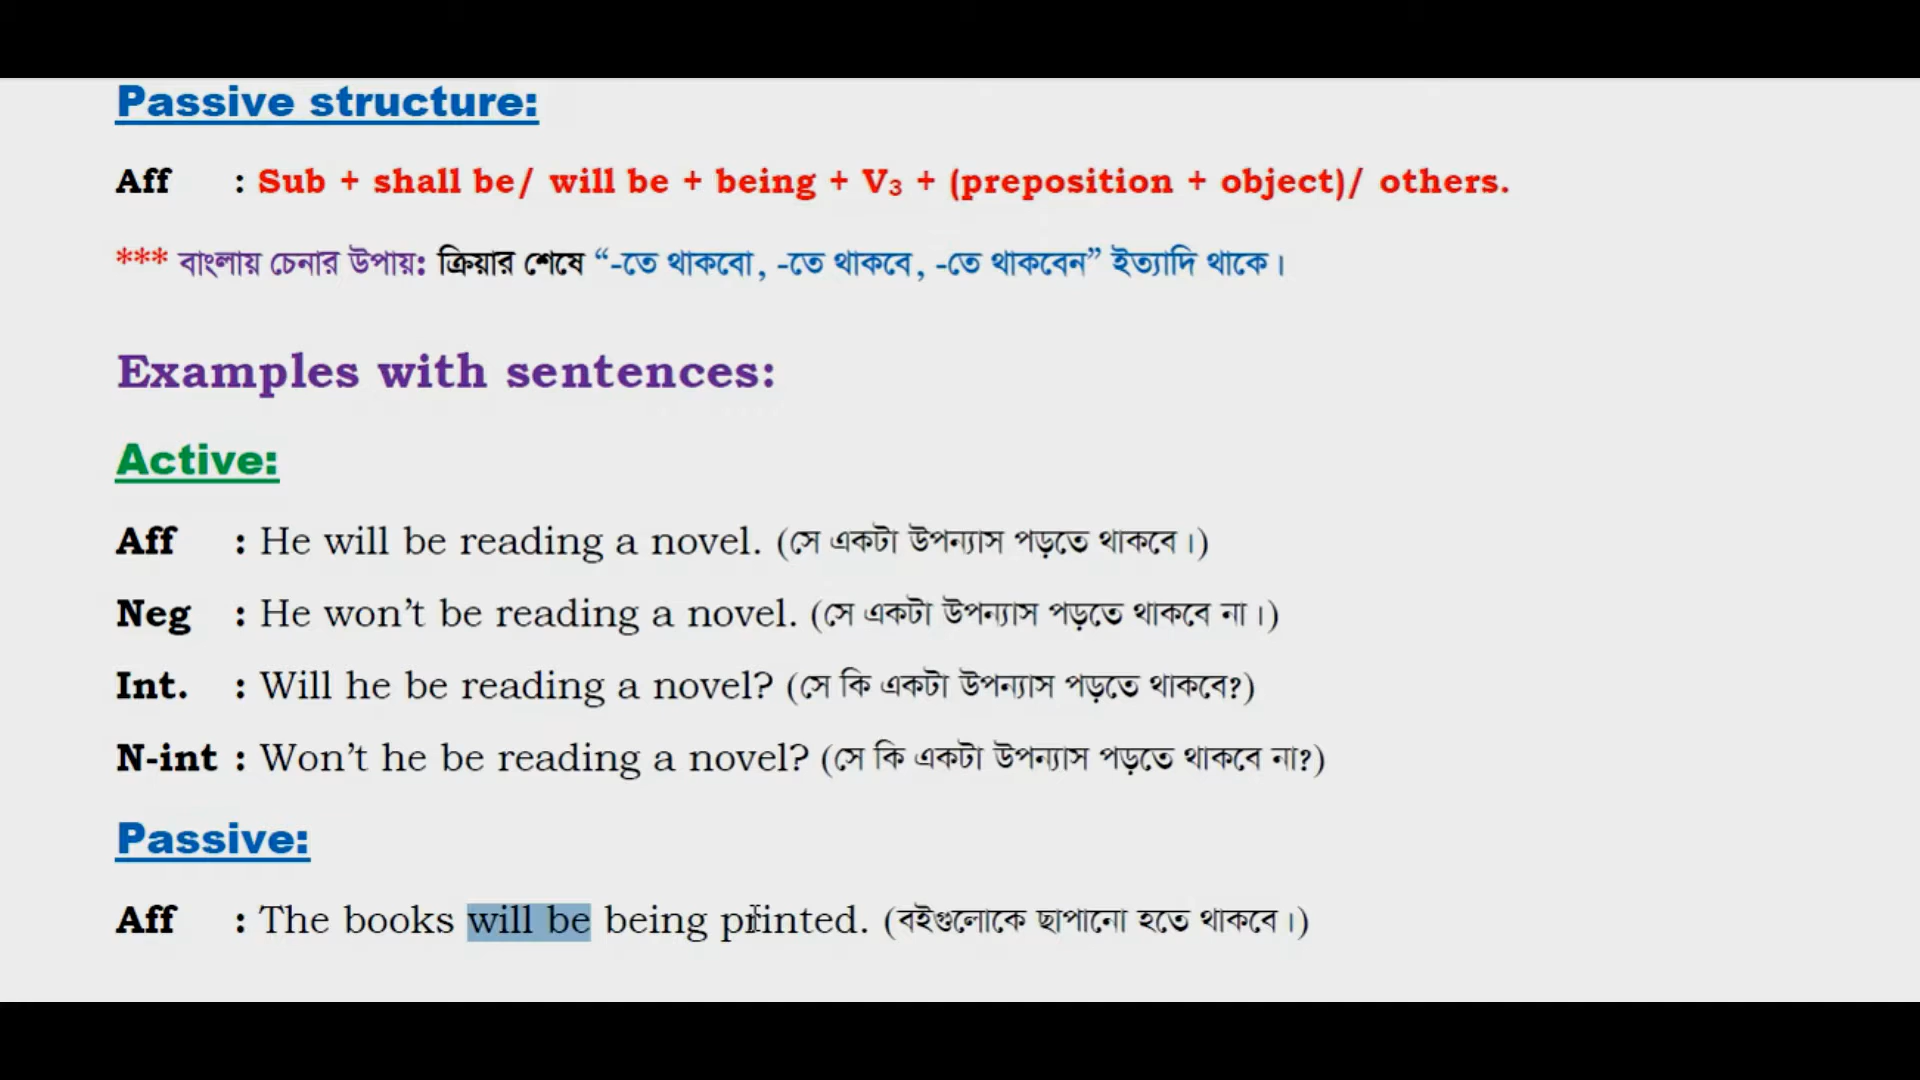 Passive structure:
Aff : Sub + shall be/ will be + being + V₃ + (preposition + object)/ others.
*** বাংলায় চেনার উপায়: ক্রিয়ার শেষে “-তে থাকবো, -তে থাকবে, -তে থাকবেন” ইত্যাদি থাকে।
Examples with sentences:
Active:
Aff : He will be reading a novel. (সে একটা উপন্যাস পড়তে থাকবে।)
Neg : He won’t be reading a novel. (সে একটা উপন্যাস পড়তে থাকবে না।)
Int. : Will he be reading a novel? (সে কি একটা উপন্যাস পড়তে থাকবে?)
N-int : Won’t he be reading a novel? (সে কি একটা উপন্যাস পড়তে থাকবে না?)
Passive:
Aff : The books will be being printed. (বইগুলোকে ছাপানো হতে থাকবে।)